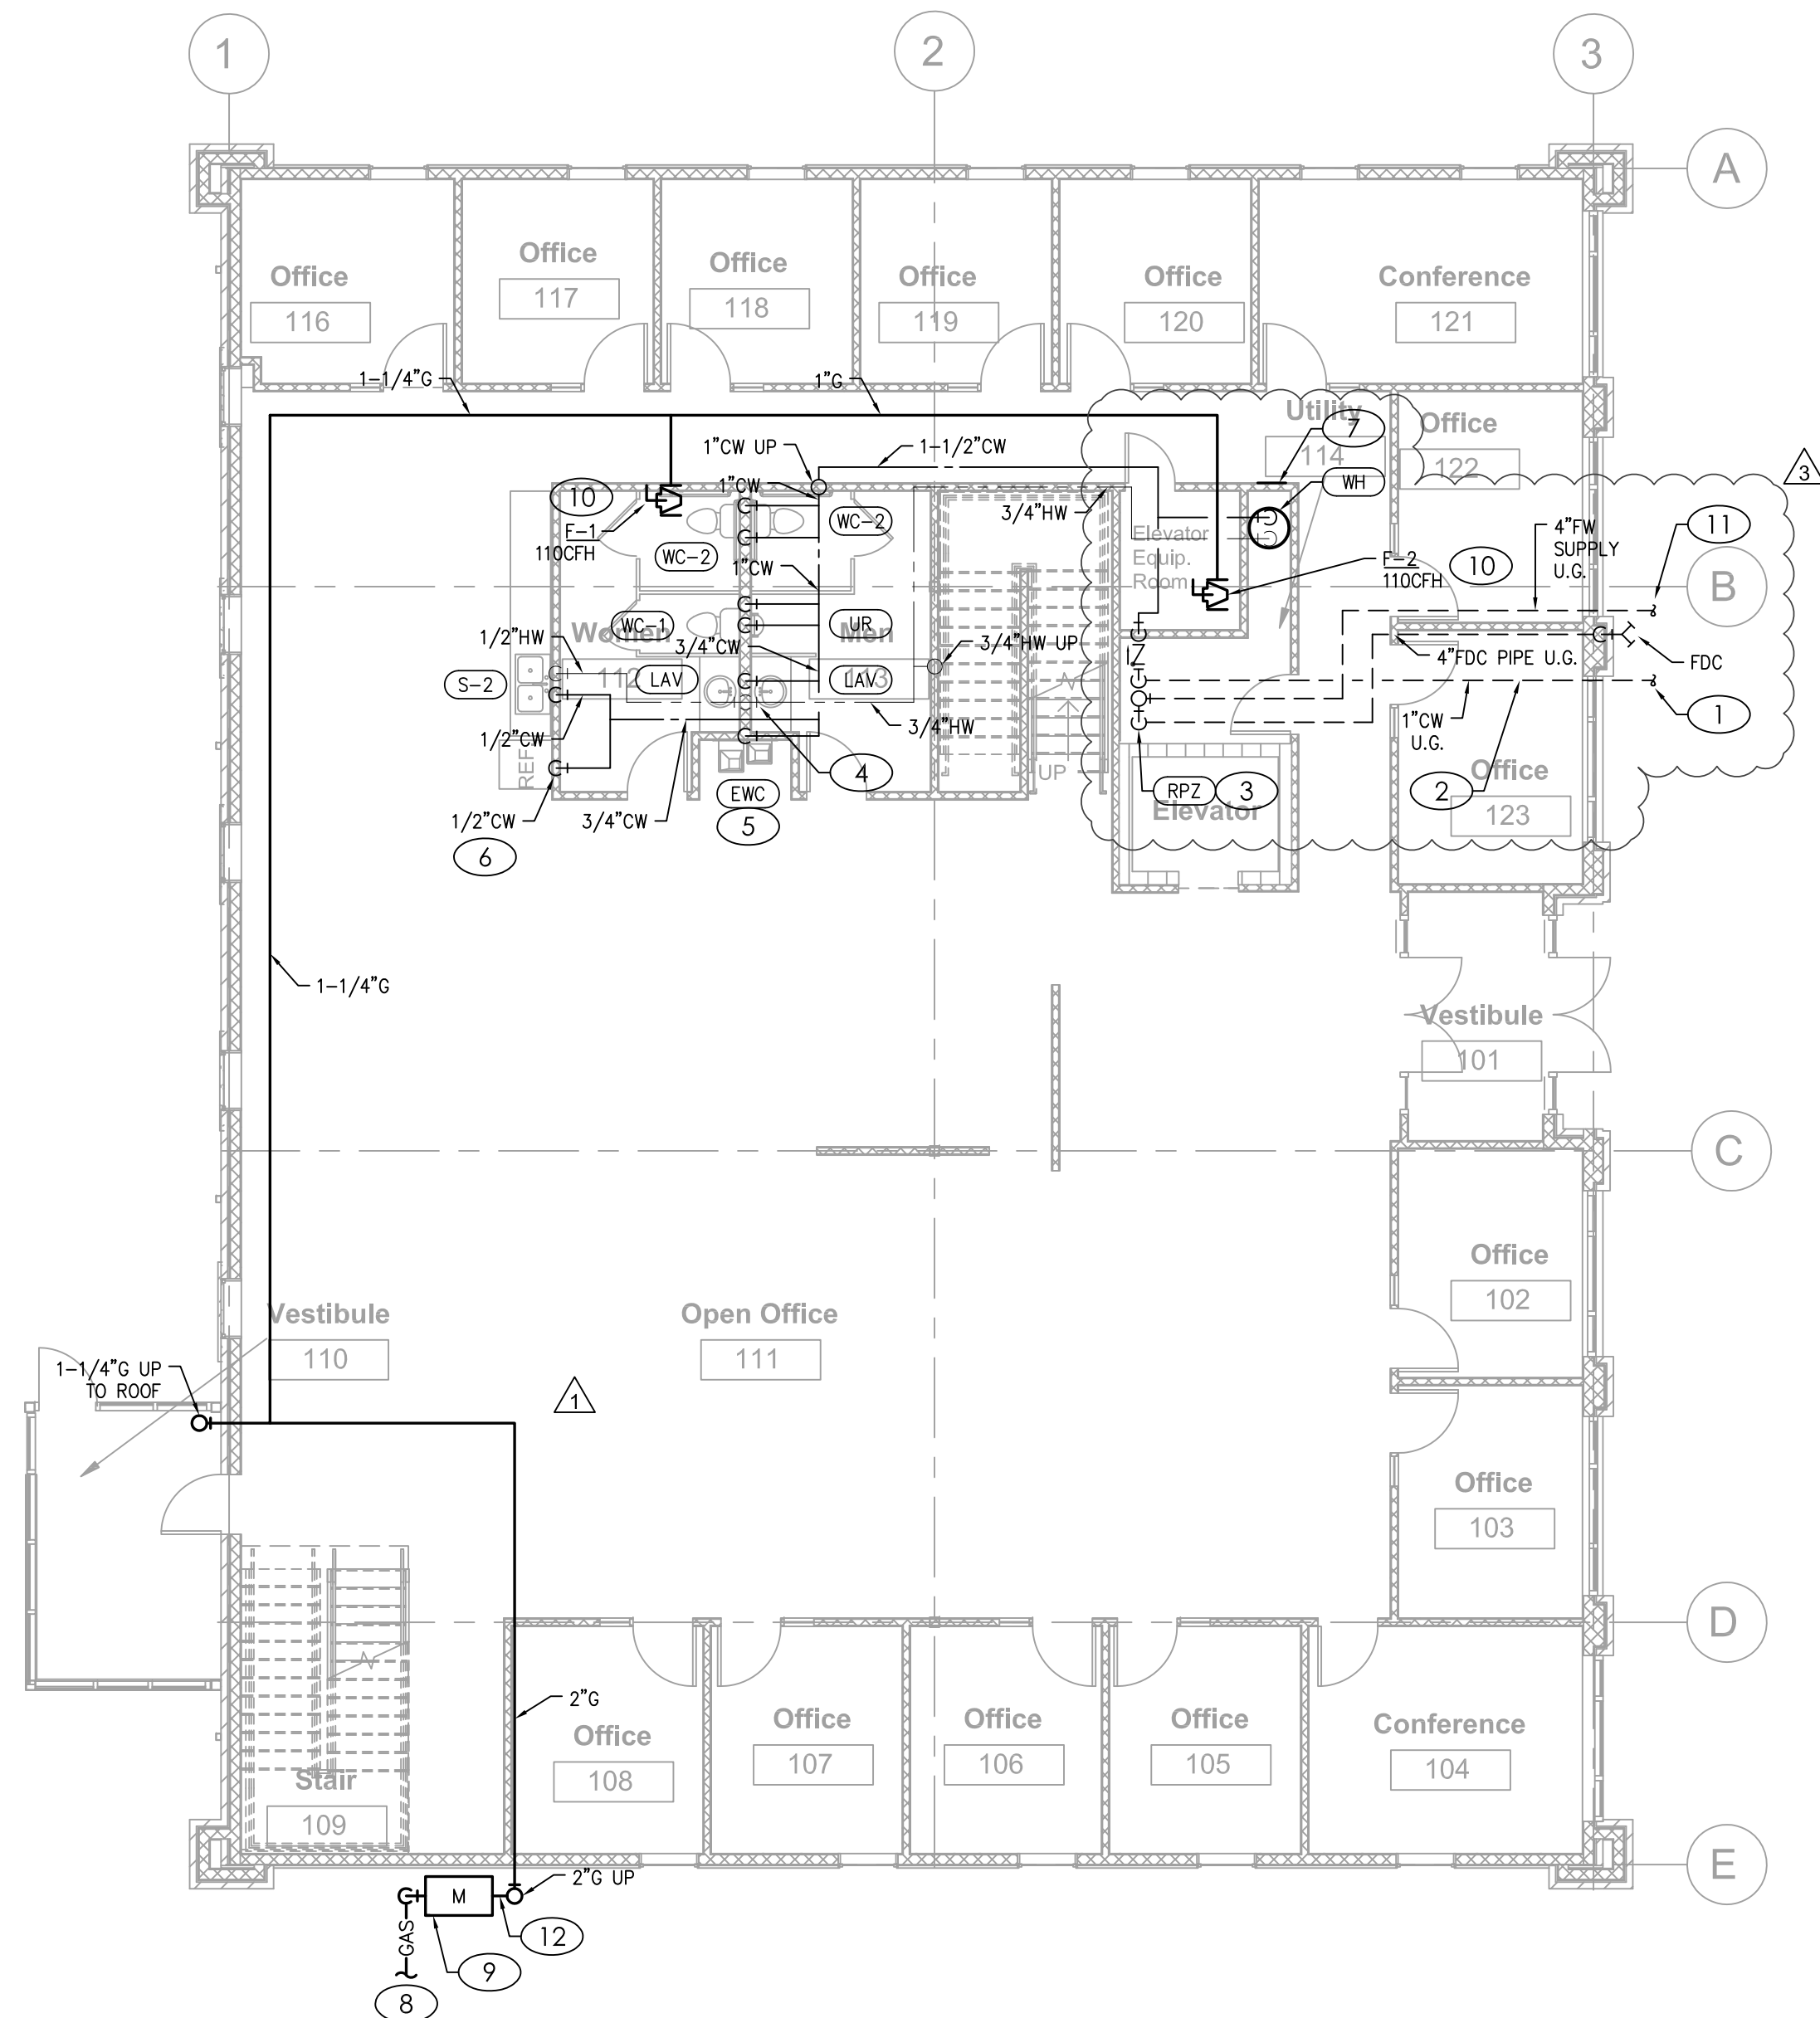 1
2
3
A
Office
116
Office
117
Office
118
Office
119
Office
120
Conference
121
1-1/4"G
1"G
Utility
114
7
Office
122
3
1"CW UP
1-1/2"CW
1"CW
10
F-1
110CFH
WC-2
WC-2
3/4"HW
WH
Elevator
Equip.
Room
4"FW
SUPPLY
U.G.
11
F-2
110CFH
10
B
1"CW
WC-1
UR
1/2"HW
Women
112
3/4"CW
Men
113
3/4"HW UP
4"FDC PIPE U.G.
FDC
S-2
LAV
LAV
1/2"CW
3/4"HW
1"CW
U.G.
1
REF
4
UP
RPZ
3
2
Office
123
EWC
5
Elevator
1/2"CW
3/4"CW
6
1-1/4"G
Vestibule
101
C
Office
102
Vestibule
110
Open Office
111
1-1/4"G UP
TO ROOF
1
Office
103
D
2"G
Office
108
Office
107
Office
106
Office
105
Conference
104
Stair
109
E
2"G UP
M
12
GAS
9
8